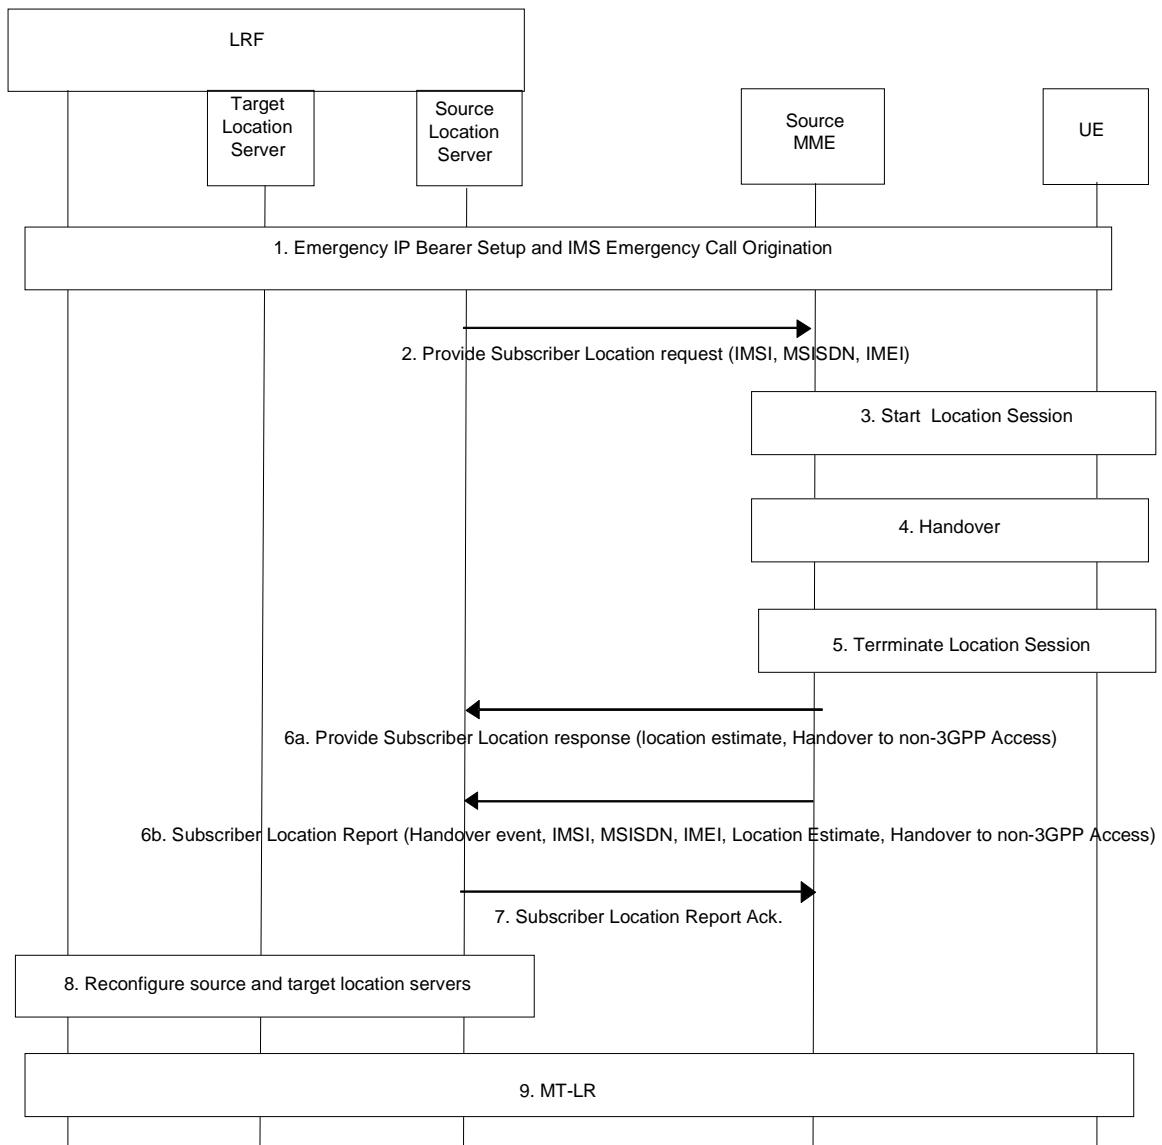 LRF
Target
Location
Server
Source
Location
Server
Source
MME
UE
1. Emergency IP Bearer Setup and IMS Emergency Call Origination
2. Provide Subscriber Location request (IMSI, MSISDN, IMEI)
3. Start Location Session
4. Handover
5. Terrminate Location Session
6a. Provide Subscriber Location response (location estimate, Handover to non-3GPP Access)
6b. Subscriber Location Report (Handover event, IMSI, MSISDN, IMEI, Location Estimate, Handover to non-3GPP Access)
7. Subscriber Location Report Ack.
8. Reconfigure source and target location servers
9. MT-LR